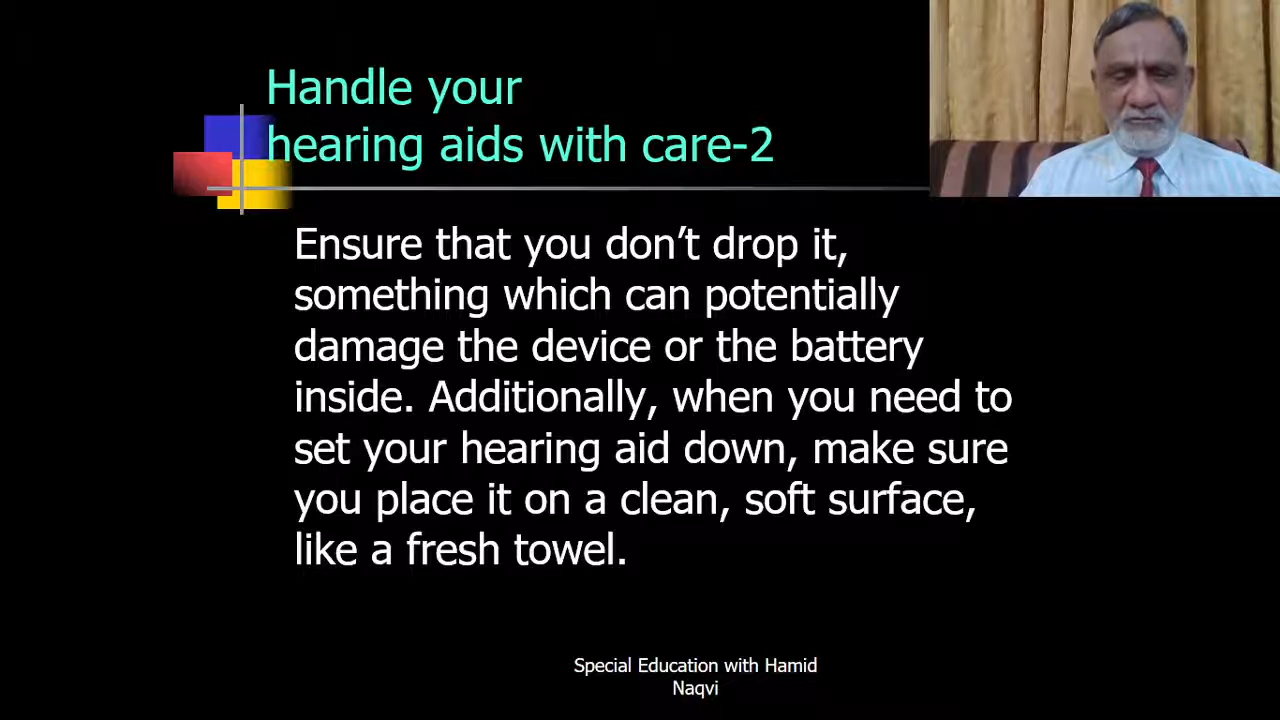 Handle your
hearing aids with care-2
Ensure that you don’t drop it,
something which can potentially
damage the device or the battery
inside. Additionally, when you need to
set your hearing aid down, make sure
you place it on a clean, soft surface,
like a fresh towel.
Special Education with Hamid
Naqvi